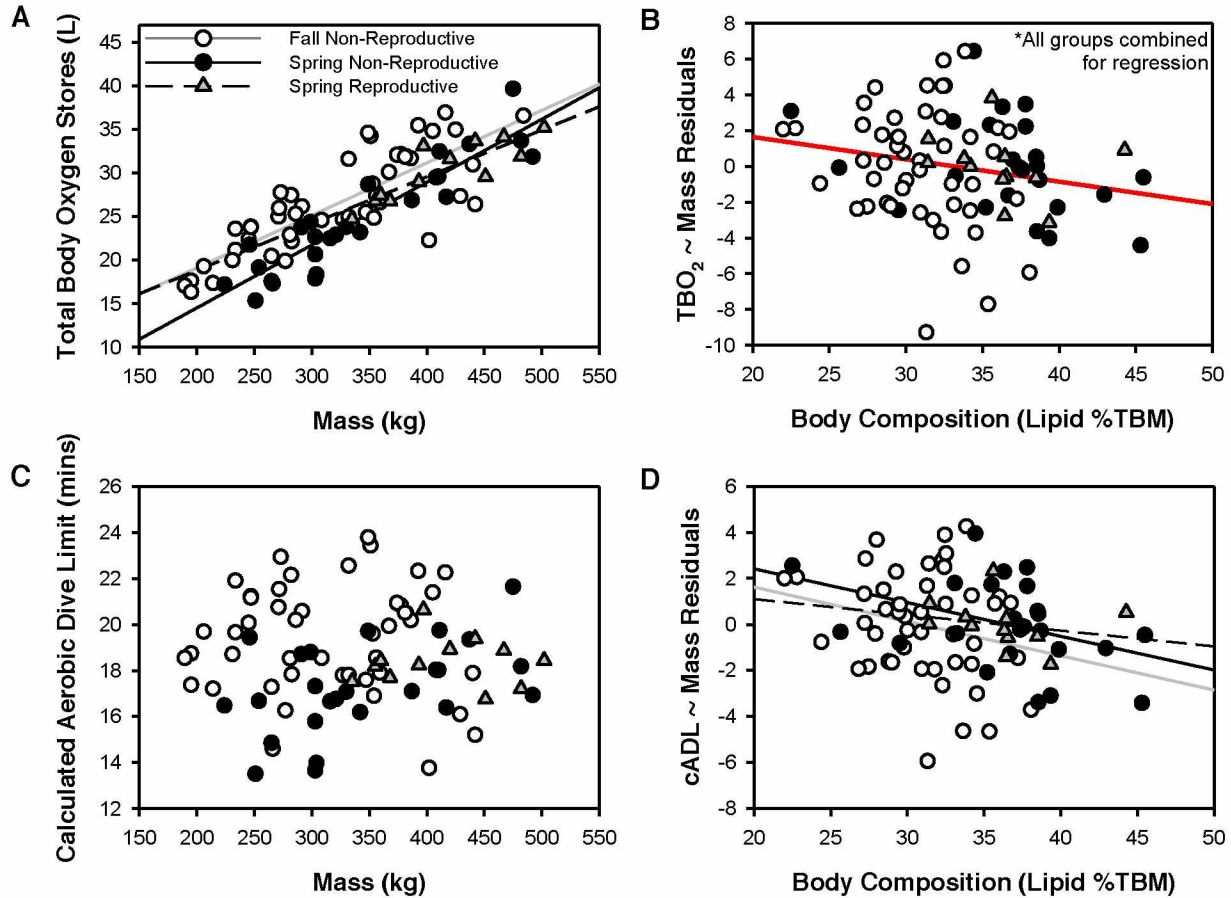 A
Total Body Oxygen Stores (L)
45
40
35
30
25
20
15
10
Fall Non-Reproductive
Spring Non-Reproductive
Spring Reproductive
150 200 250 300 350 400 450 500 550
Mass (kg)
B
TBO2 ~ Mass Residuals
8
6
4
2
0
-2
-4
-6
-8
-10
*All groups combined
for regression
20 25 30 35 40 45 50
Body Composition (Lipid %TBM)
C
Calculated Aerobic Dive Limit (mins)
26
24
22
20
18
16
14
12
150 200 250 300 350 400 450 500 550
Mass (kg)
D
cADL ~ Mass Residuals
6
4
2
0
-2
-4
-6
-8
20 25 30 35 40 45 50
Body Composition (Lipid %TBM)